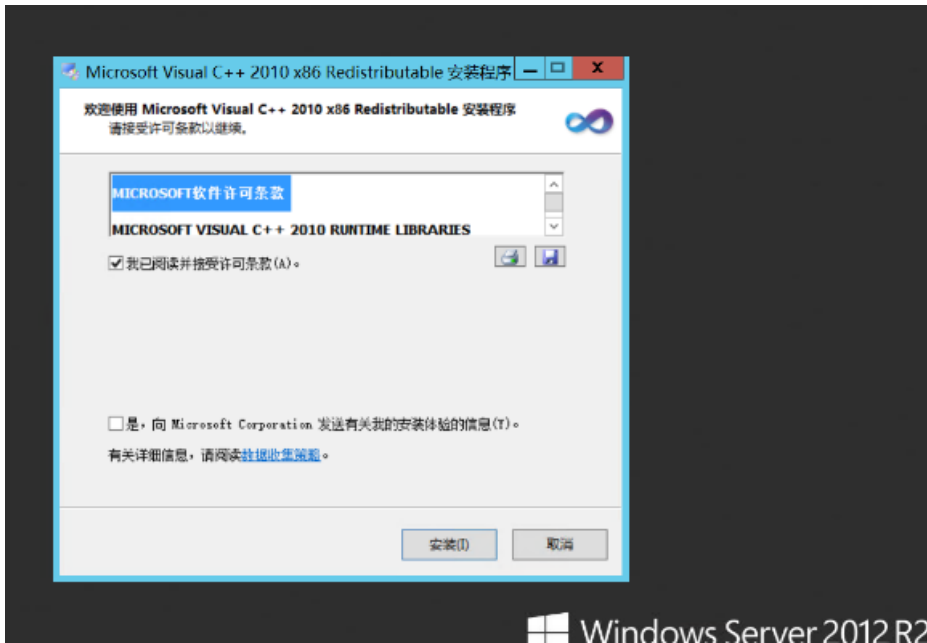 Microsoft Visual C++ 2010 x86 Redistributable 安装程序
欢迎使用 Microsoft Visual C++ 2010 x86 Redistributable 安装程序
请接受许可条款以继续。
MICROSOFT软件许可条款
MICROSOFT VISUAL C++ 2010 RUNTIME LIBRARIES
我已阅读并接受许可条款(A)。
是，向 Microsoft Corporation 发送有关我的安装体验的信息(Y)。
有关详细信息，请阅读数据收集策略。
安装(I) 取消
Windows Server 2012 R2